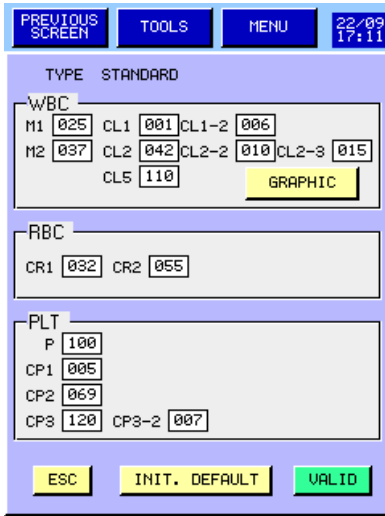 PREVIOUS SCREEN TOOLS MENU 22/09 17:11
TYPE STANDARD
WBC
M1 025 CL1 001 CL1-2 006
M2 037 CL2 042 CL2-2 010 CL2-3 015
CL5 110 GRAPHIC
RBC
CR1 032 CR2 055
PLT
P 100
CP1 005
CP2 069
CP3 120 CP3-2 007
ESC INIT. DEFAULT VALID